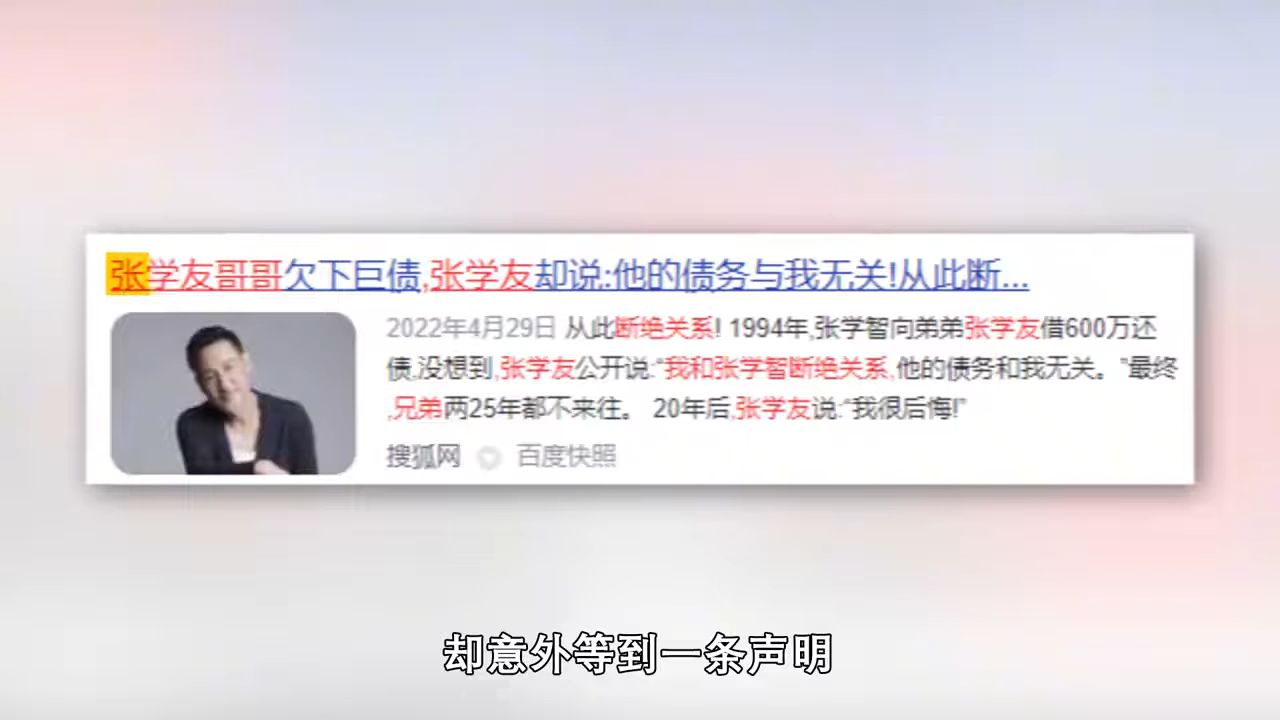 张学友哥哥欠下巨债,张学友却说:他的债务与我无关!从此断...
2022年4月29日 从此断绝关系! 1994年,张学智向弟弟张学友借600万还
债,没想到,张学友公开说:“我和张学智断绝关系,他的债务和我无关。”最终
,兄弟两25年都不来往。 20年后,张学友说:“我很后悔!”
搜狐网 百度快照
却意外等到一条声明